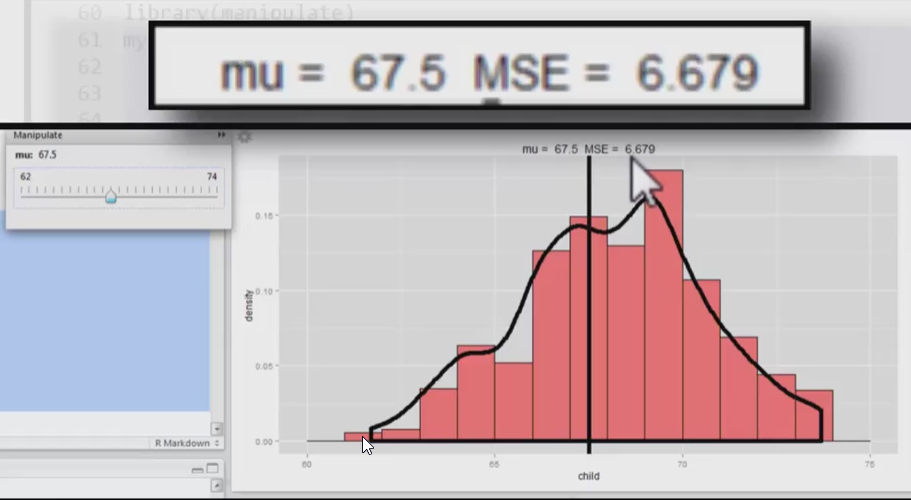 60 library(manipulate)
61 my
62
63
64
mu = 67.5 MSE = 6.679
Manipulate
mu: 67.5
62 74
mu = 67.5 MSE = 6.679
0.15
0.10
0.05
0.00
density
60 65 70 75
child
R Markdown